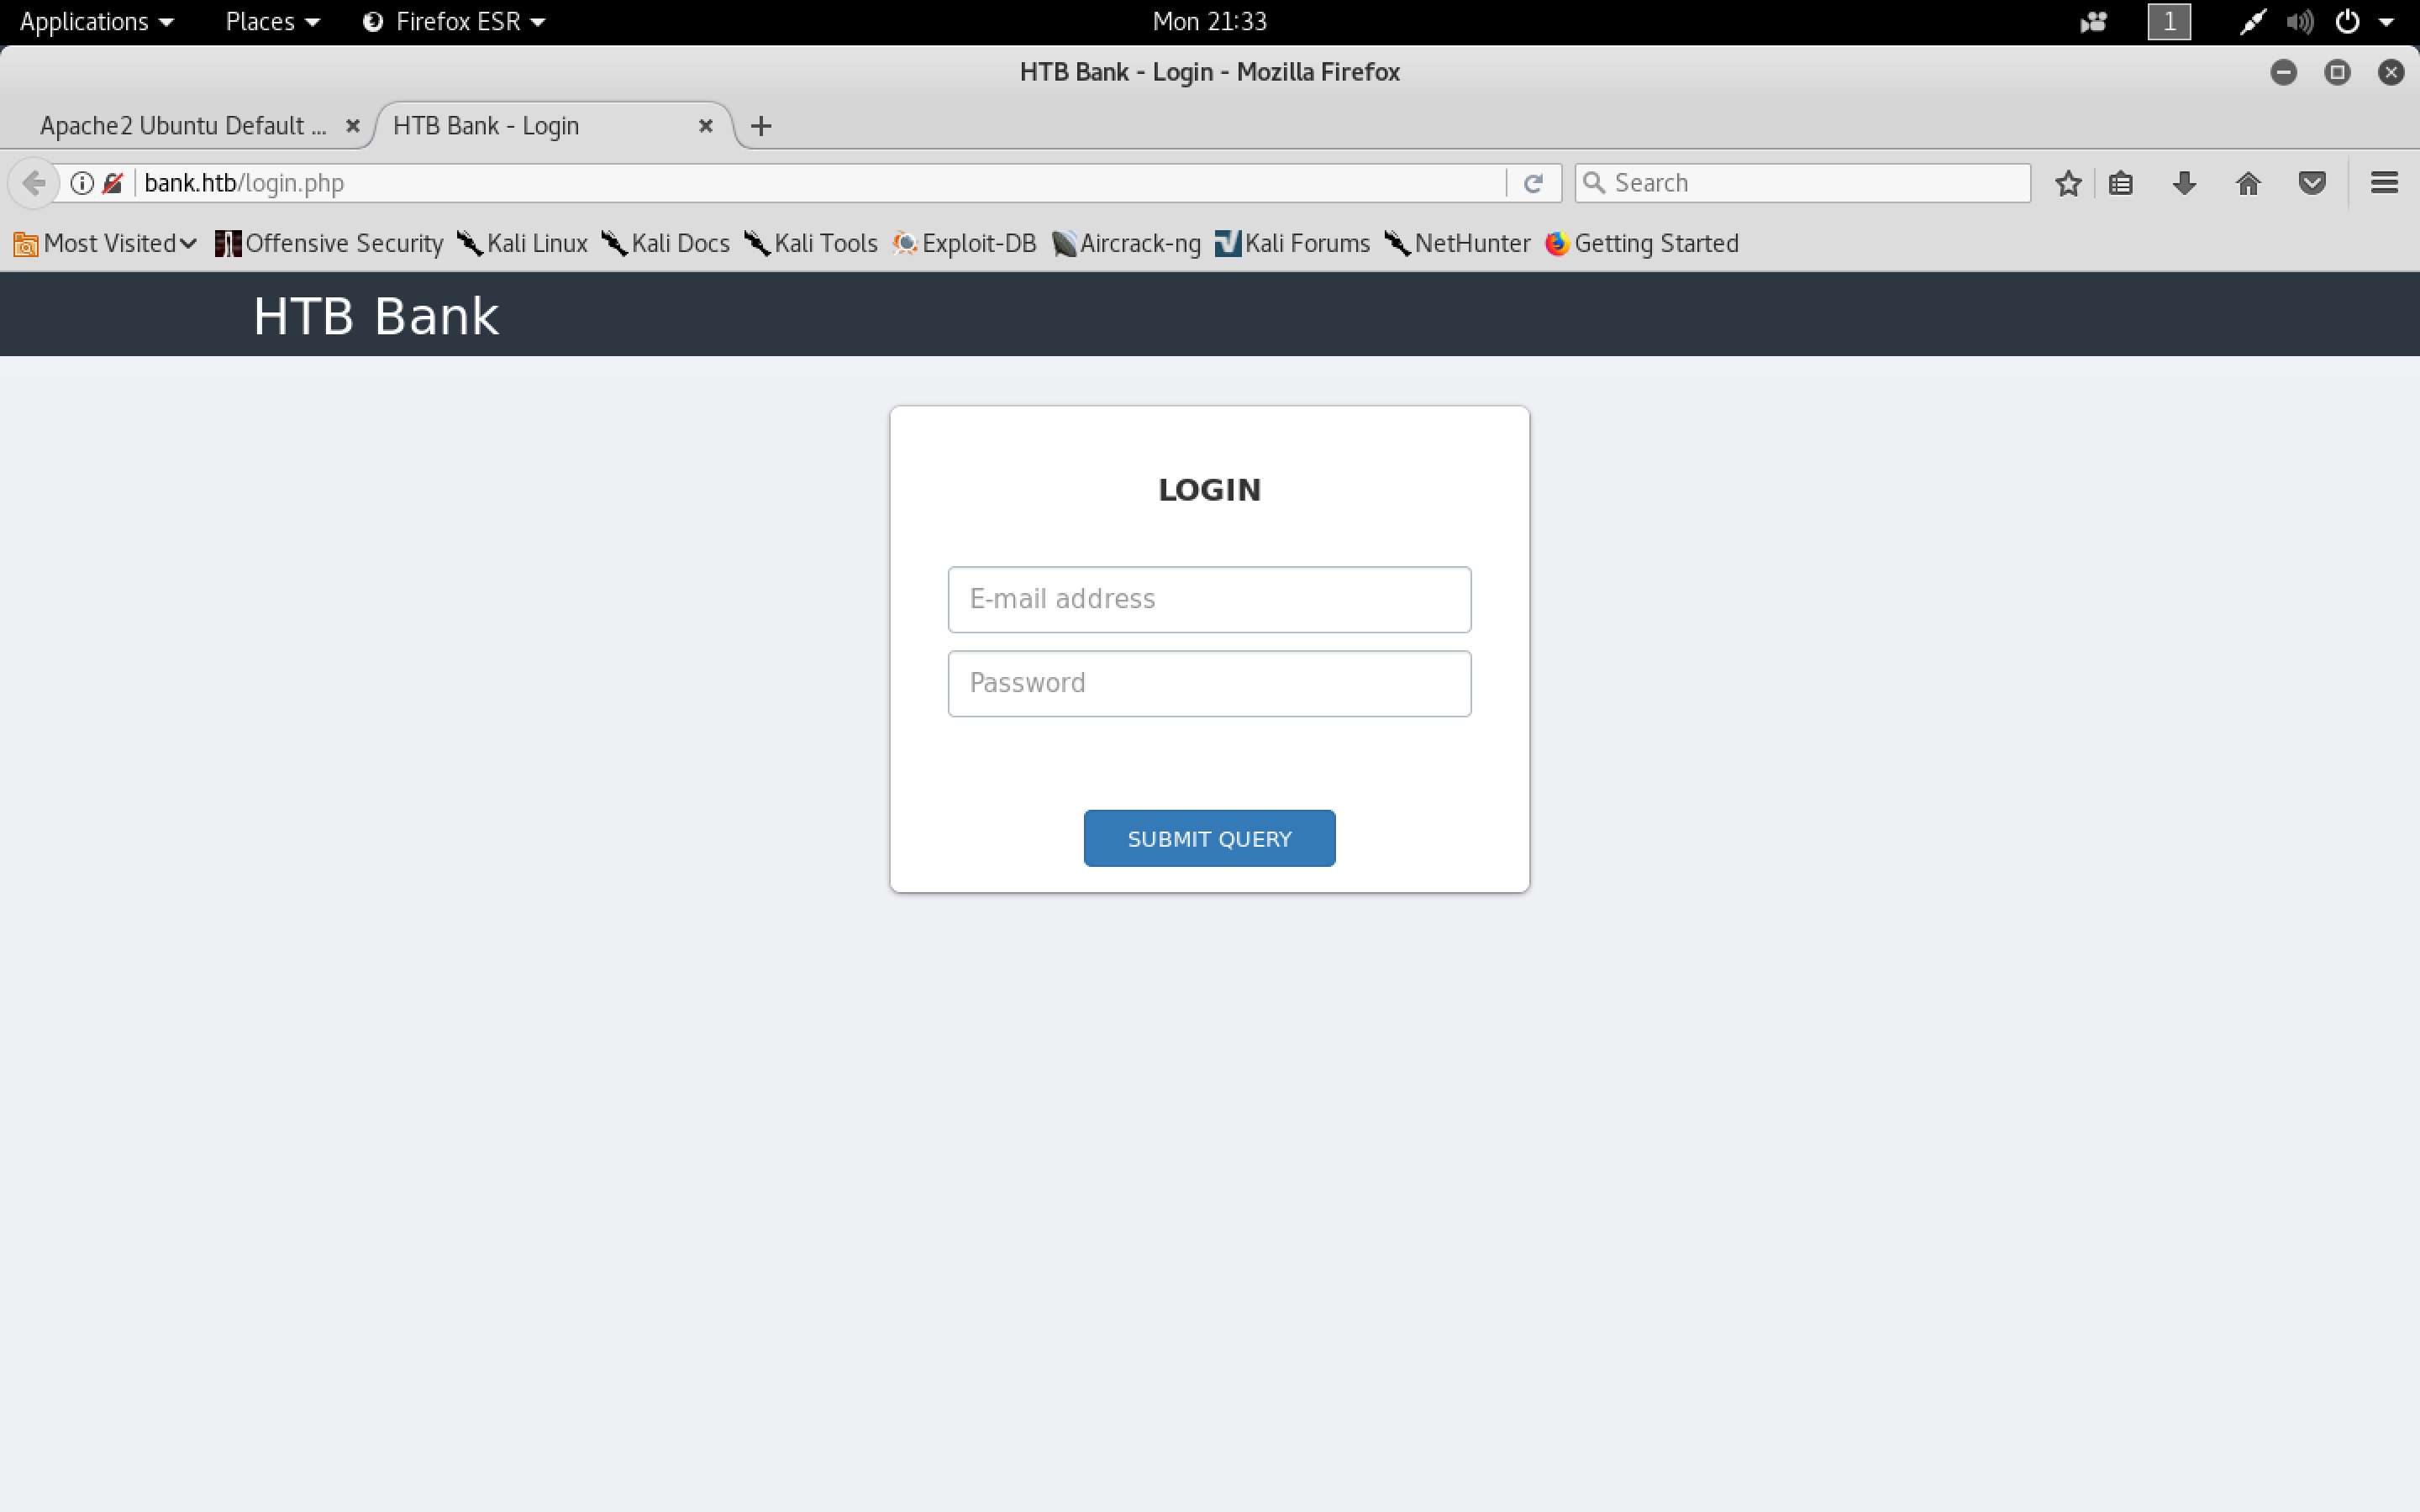 Applications Places Firefox ESR Mon 21:33 1
HTB Bank - Login - Mozilla Firefox
Apache2 Ubuntu Default ... HTB Bank - Login
bank.htb/login.php Search
Most Visited Offensive Security Kali Linux Kali Docs Kali Tools Exploit-DB Aircrack-ng Kali Forums NetHunter Getting Started
HTB Bank
LOGIN
E-mail address
Password
SUBMIT QUERY